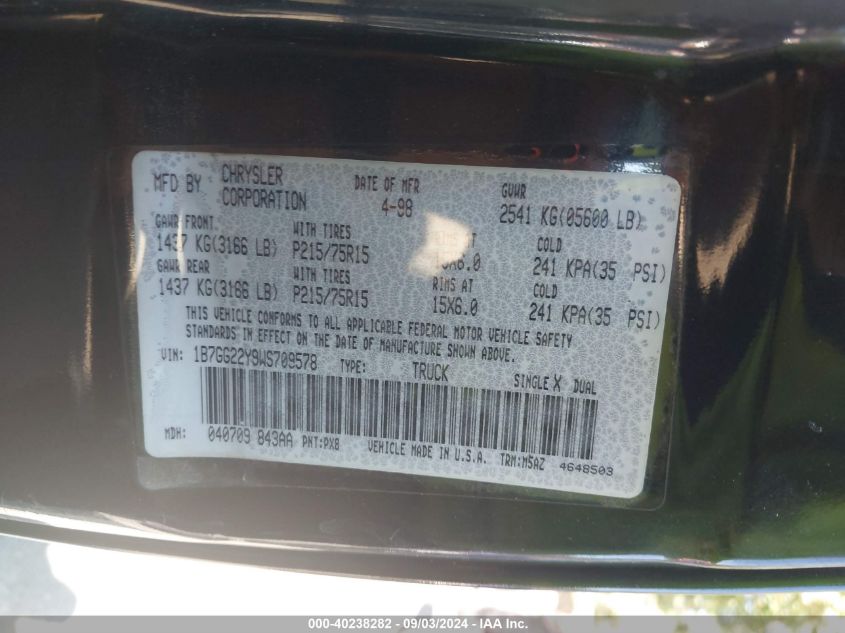 MFD BY CHRYSLER CORPORATION DATE OF MFR 4-98 GVWR 2541 KG(05600 LB)
GAWR FRONT WITH TIRES AT COLD
1437 KG(3166 LB) P215/75R15 15X6.0 241 KPA(35 PSI)
GAWR REAR WITH TIRES RIMS AT COLD
1437 KG(3166 LB) P215/75R15 15X6.0 241 KPA(35 PSI)
THIS VEHICLE CONFORMS TO ALL APPLICABLE FEDERAL MOTOR VEHICLE SAFETY
STANDARDS IN EFFECT ON THE DATE OF MANUFACTURE SHOWN ABOVE.
VIN: 1B7GG22Y9WS709578 TYPE: TRUCK SINGLE X DUAL
MDH: 040709 843AA PNT:PX8 VEHICLE MADE IN U.S.A. TRM:M5AZ 4648503
000-40238282 - 09/03/2024 - IAA Inc.